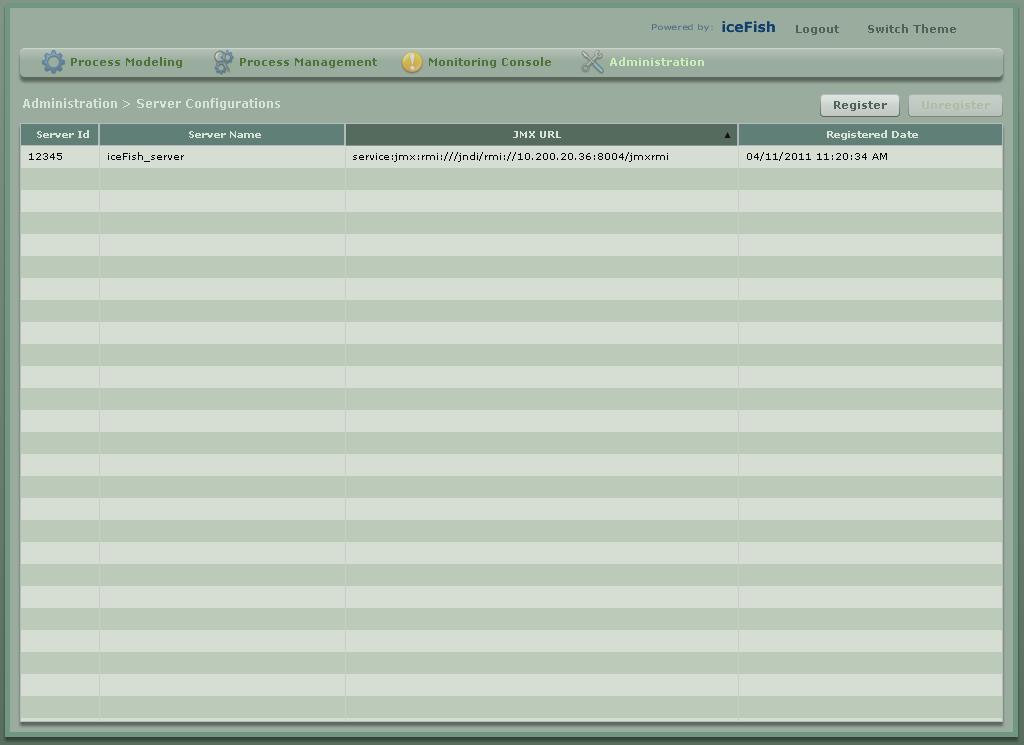 Powered by: iceFish Logout Switch Theme
Process Modeling Process Management Monitoring Console Administration
Administration > Server Configurations Register Unregister
Server Id Server Name JMX URL ▲ Registered Date
12345 iceFish_server service:jmx:rmi:///jndi/rmi://10.200.20.36:8004/jmxrmi 04/11/2011 11:20:34 AM